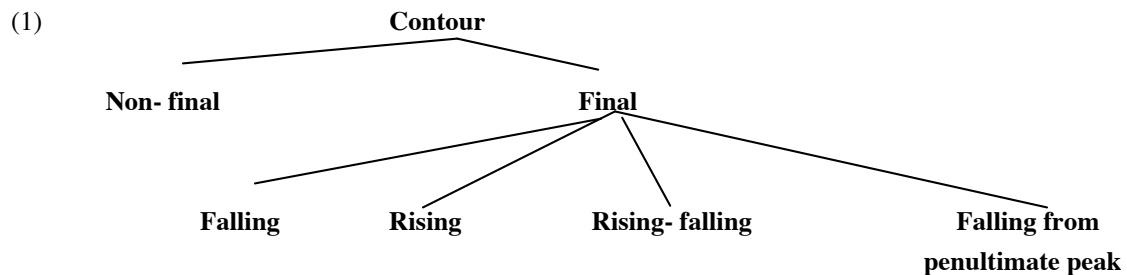 (1) Contour
Non- final Final
Falling Rising Rising- falling Falling from
penultimate peak